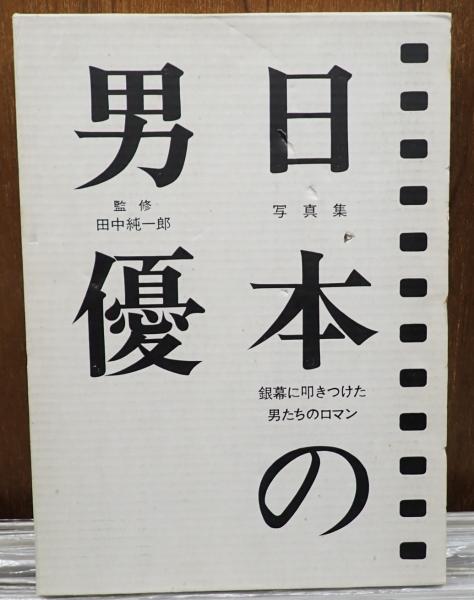 日本の
写真集
銀幕に叩きつけた
男たちのロマン
男優
監修
田中純一郎